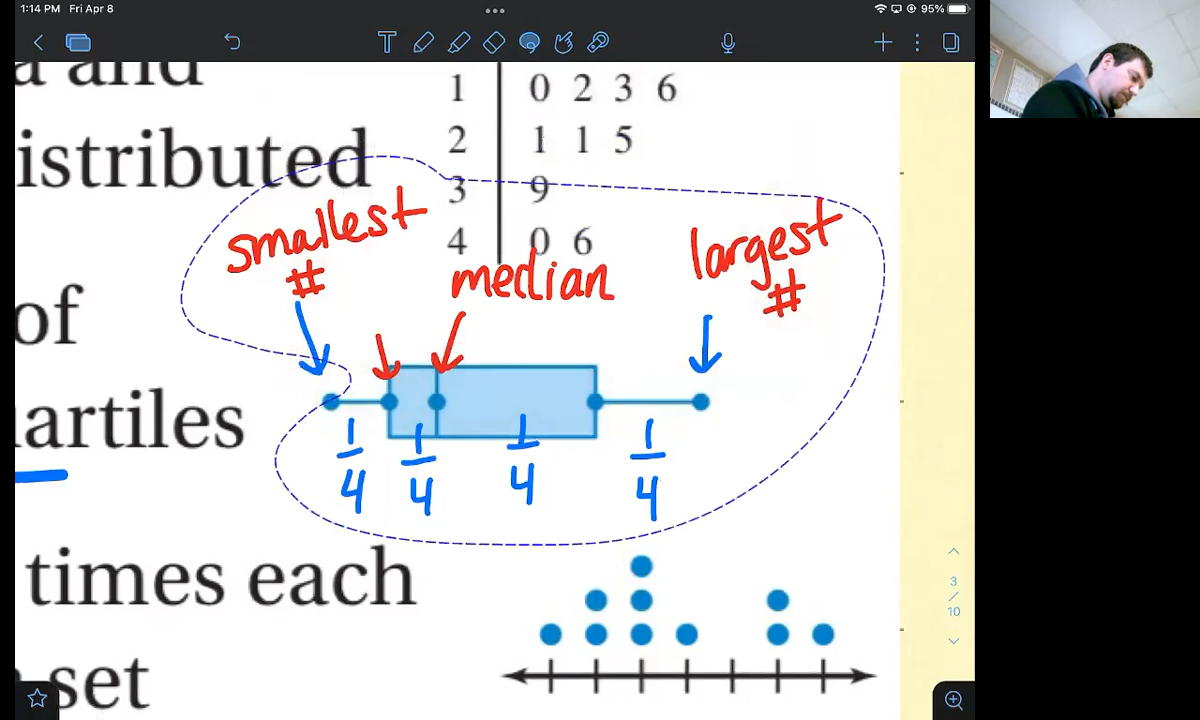 1:14 PM Fri Apr 8
95%
T
a and
1 0 2 3 6
2 1 1 5
istributed
3 9
4 0 6
smallest
#
median
largest
#
of
artiles
1/4 1/4 1/4 1/4
times each
set
3
/
10